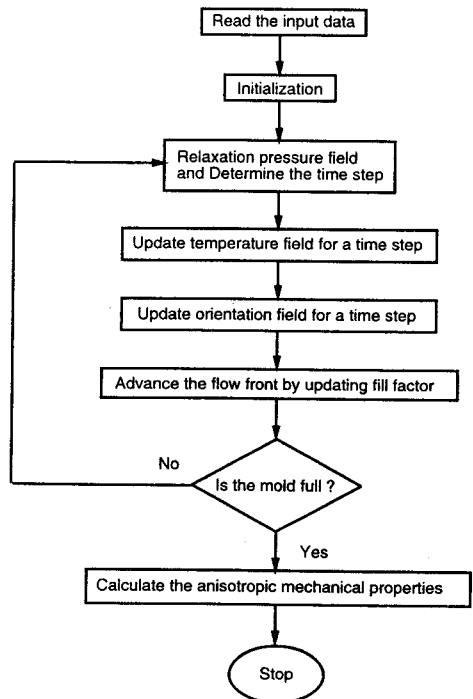 Read the input data
Initialization
Relaxation pressure field
and Determine the time step
Update temperature field for a time step
Update orientation field for a time step
Advance the flow front by updating fill factor
No
Is the mold full ?
Yes
Calculate the anisotropic mechanical properties
Stop